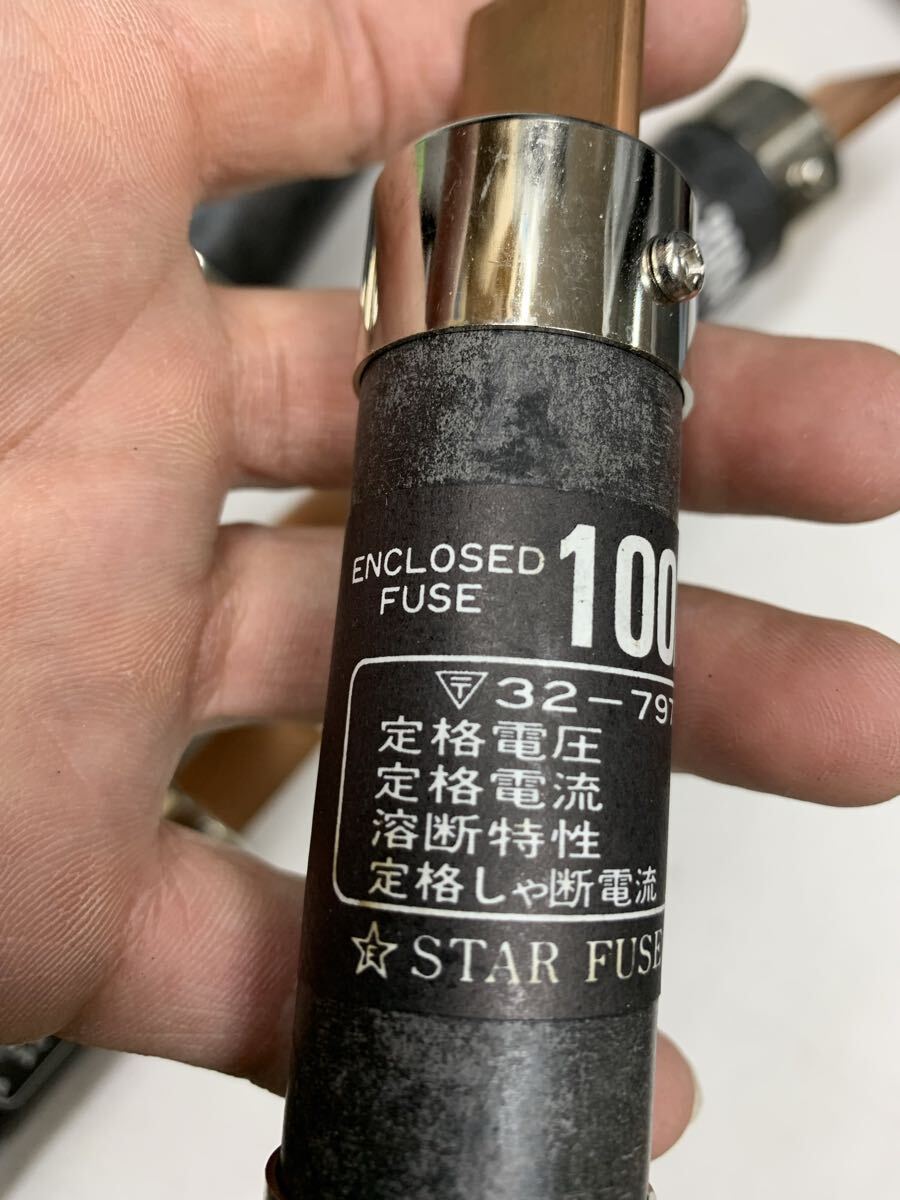 ENCLOSED
FUSE
100
〒 32-797
定格電圧
定格電流
溶断特性
定格しゃ断電流
STAR FUSE